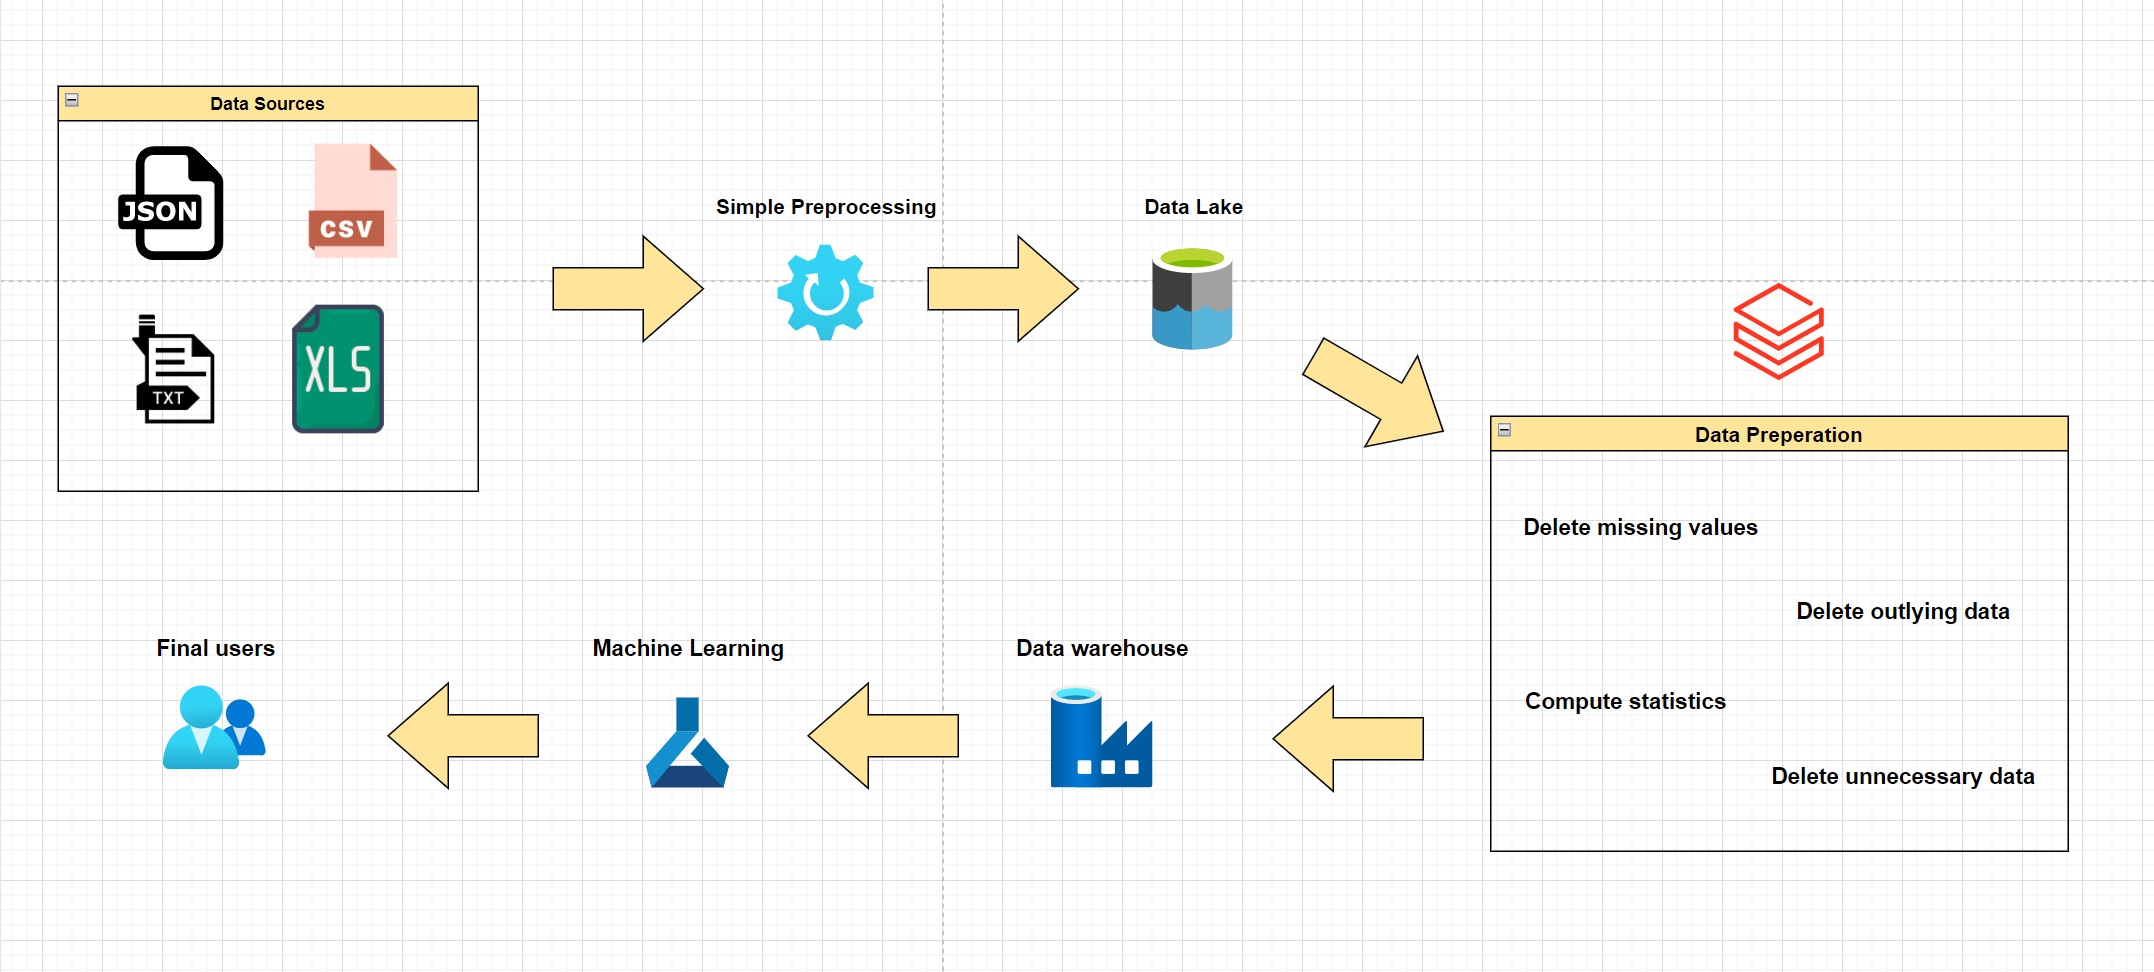 Data Sources
JSON
CSV
TXT
XLS
Simple Preprocessing
Data Lake
Data Preperation
Delete missing values
Delete outlying data
Compute statistics
Delete unnecessary data
Final users
Machine Learning
Data warehouse